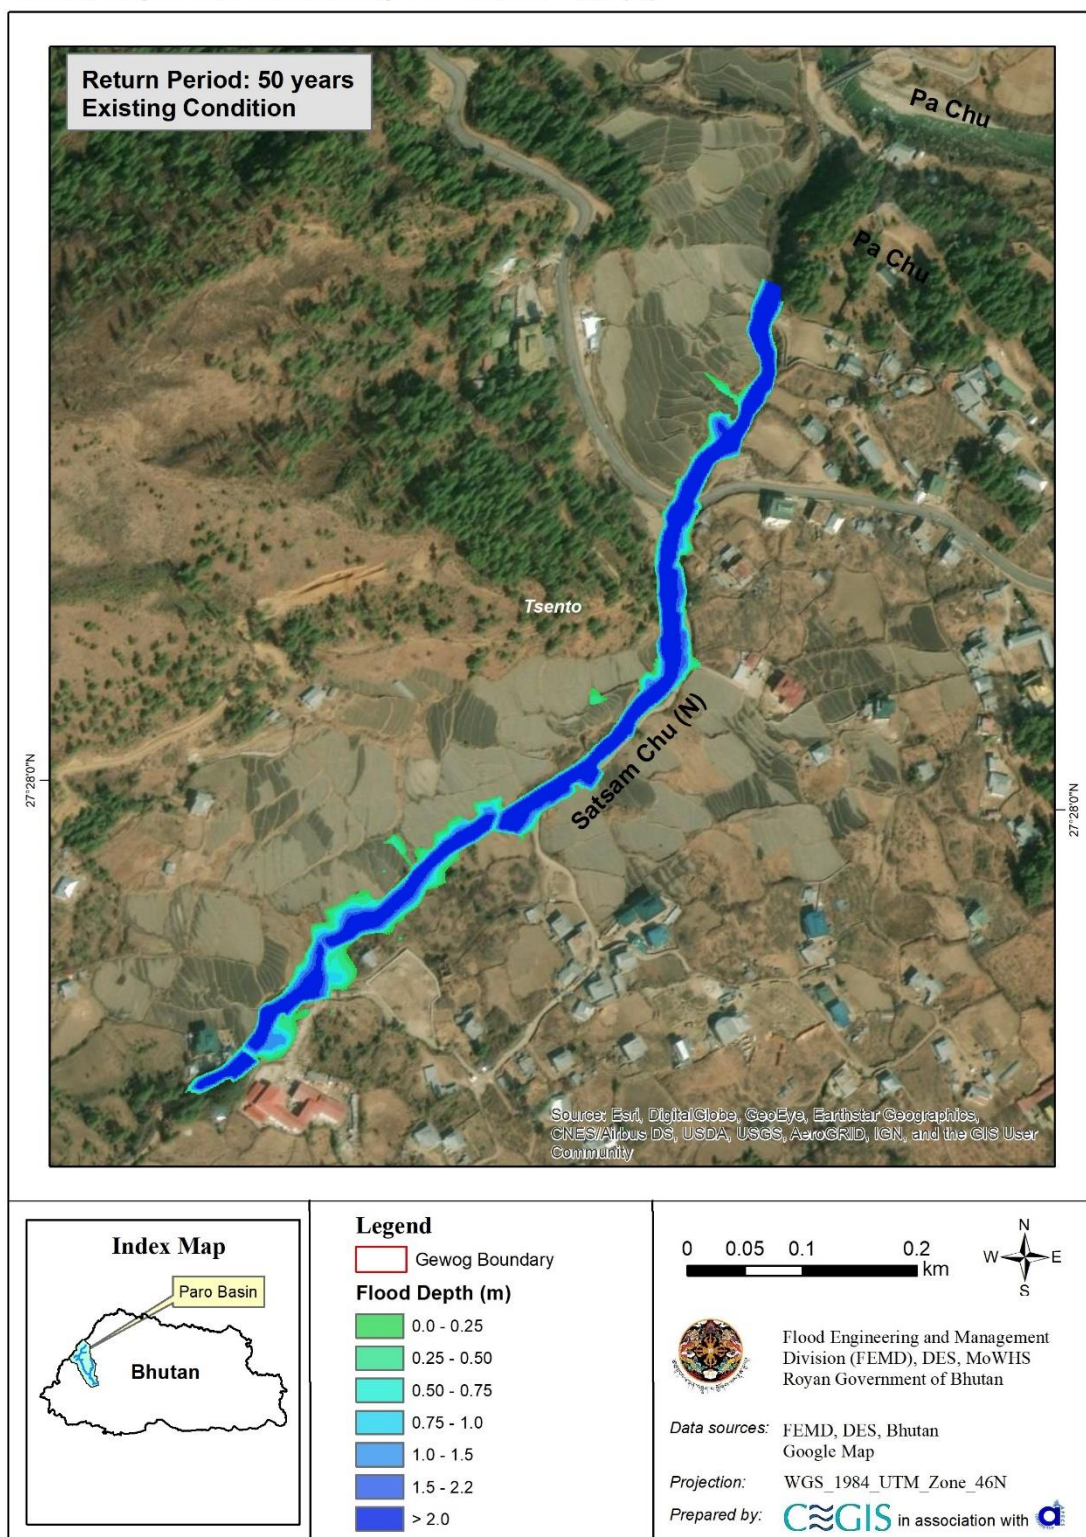 Return Period: 50 years
Existing Condition
Pa Chu
Pa Chu
Tsento
Satsam Chu (N)
27°28'0"N
27°28'0"N
Source: Esri, DigitalGlobe, GeoEye, Earthstar Geographics,
CNES/Airbus DS, USDA, USGS, AeroGRID, IGN, and the GIS User
Community
Index Map
Paro Basin
Bhutan
Legend
Gewog Boundary
Flood Depth (m)
0.0 - 0.25
0.25 - 0.50
0.50 - 0.75
0.75 - 1.0
1.0 - 1.5
1.5 - 2.2
> 2.0
0 0.05 0.1 0.2
km
N
W E
S
Flood Engineering and Management
Division (FEMD), DES, MoWHS
Royan Government of Bhutan
Data sources: FEMD, DES, Bhutan
Google Map
Projection: WGS_1984_UTM_Zone_46N
Prepared by: CEGIS in association with